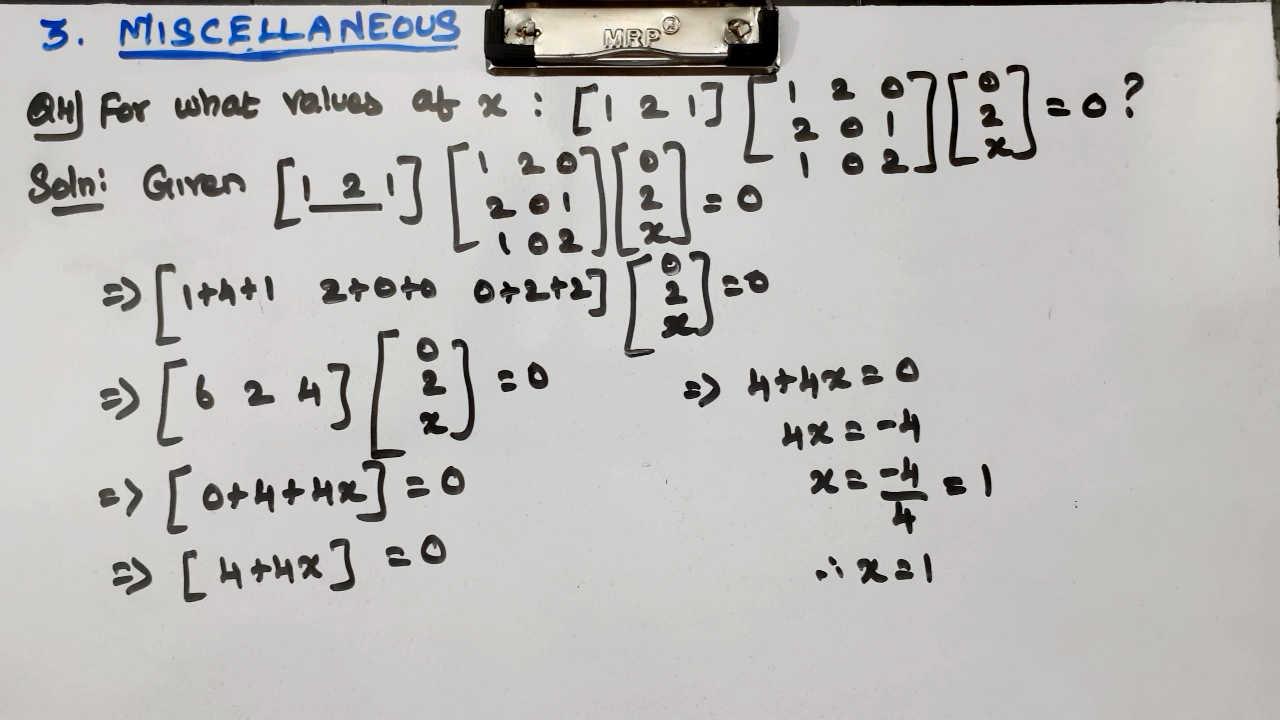 3. MISCELLANEOUS
MRP®
Q4] For what values of x : [1 2 1] [1 2 0 [0
2 0 1 2
1 0 2] x] = 0 ?
Soln: Given [1 2 1] [1 2 0 [0
2 0 1 2
1 0 2] x] = 0
=> [1+4+1 2+0+0 0+2+2] [0
2
x] = 0
=> [6 2 4] [0
2
x] = 0
=> [0+4+4x] = 0
=> [4+4x] = 0
=> 4+4x = 0
4x = -4
x = -4/4 = 1
∴ x = 1